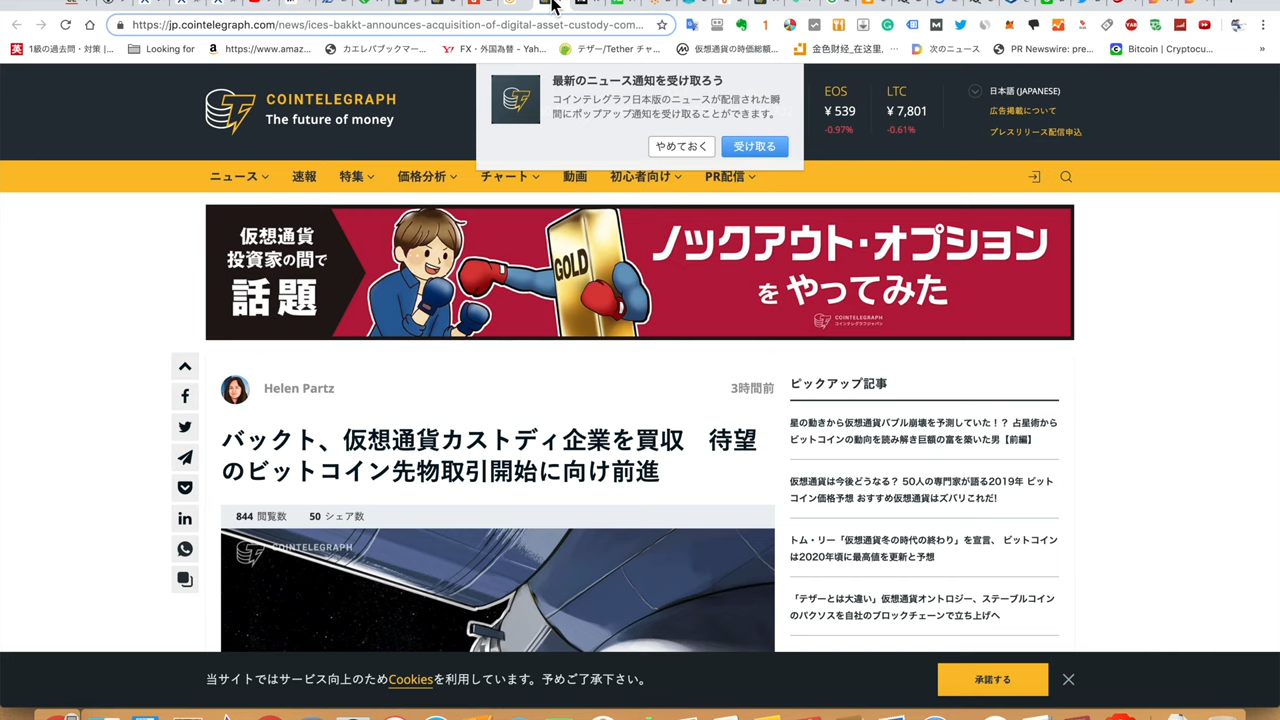 https://jp.cointelegraph.com/news/ices-bakkt-announces-acquisition-of-digital-asset-custody-com...
1級の過去問・対策 |...
Looking for
https://www.amaz...
カエレバブックマー...
FX・外国為替 - Yah...
テザー/Tether チャ...
仮想通貨の時価総額...
金色财经_在这里, ...
次のニュース
PR Newswire: pre...
Bitcoin | Cryptocu...
»
COINTELEGRAPH
The future of money
最新のニュース通知を受け取ろう
コインテレグラフ日本版のニュースが配信された瞬
間にポップアップ通知を受け取ることができます。
やめておく
受け取る
EOS
¥ 539
-0.97%
LTC
¥ 7,801
-0.61%
日本語 (JAPANESE)
広告掲載について
プレスリリース配信申込
ニュース
速報
特集
価格分析
チャート
動画
初心者向け
PR配信
仮想通貨
投資家の間で
話題
GOLD
ノックアウト・オプション
を やってみた
COINTELEGRAPH
コインテレグラフジャパン
Helen Partz
3時間前
バックト、仮想通貨カストディ企業を買収　待望
のビットコイン先物取引開始に向け前進
844 閲覧数
50 シェア数
COINTELEGRAPH
ピックアップ記事
星の動きから仮想通貨バブル崩壊を予測していた！？ 占星術から
ビットコインの動向を読み解き巨額の富を築いた男【前編】
仮想通貨は今後どうなる？ 50人の専門家が語る2019年 ビット
コイン価格予想 おすすめ仮想通貨はズバリこれだ!
トム・リー「仮想通貨冬の時代の終わり」を宣言、 ビットコイン
は2020年頃に最高値を更新と予想
「テザーとは大違い」仮想通貨オントロジー、ステーブルコイン
のパクソスを自社のブロックチェーンで立ち上げへ
当サイトではサービス向上のためCookiesを利用しています。予めご了承下さい。
承諾する